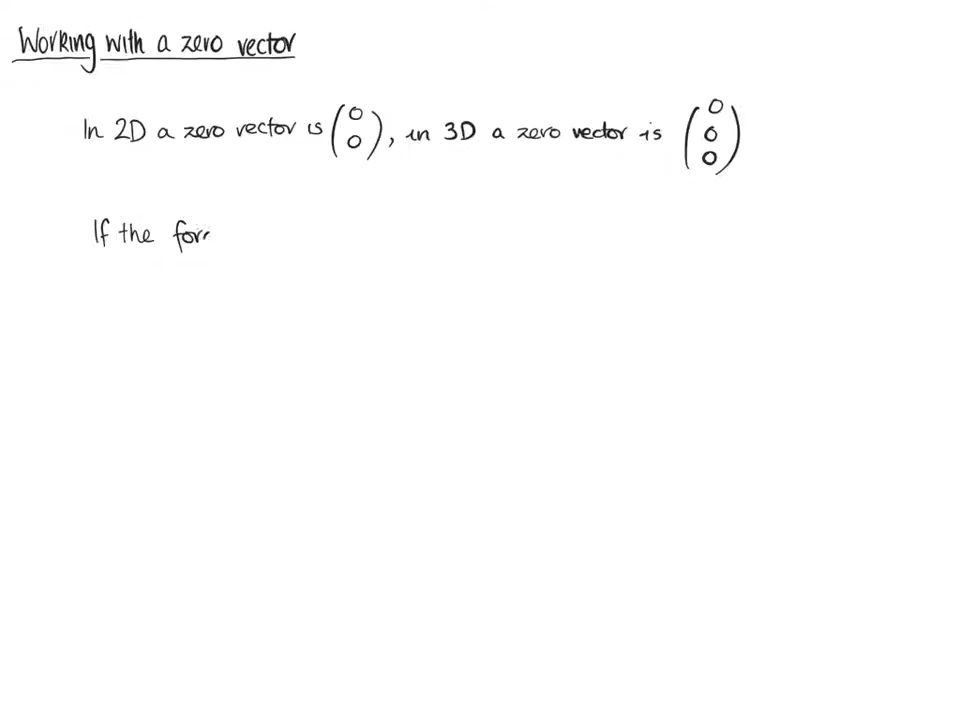 Working with a zero vector
In 2D a zero vector is (0 0), in 3D a zero vector is (0 0 0)
If the